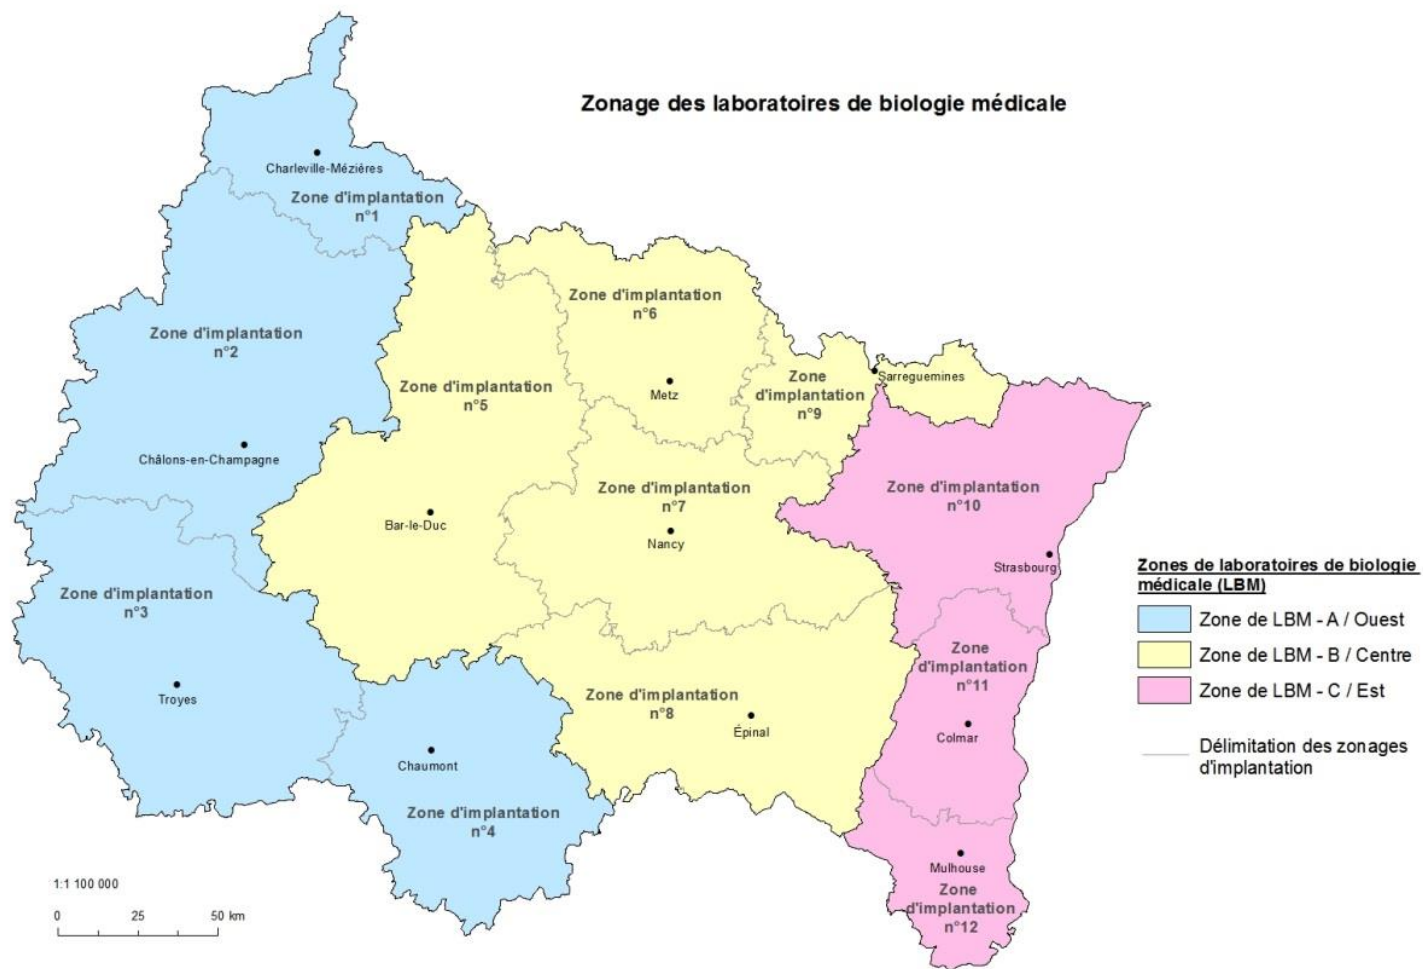 Zonage des laboratoires de biologie médicale
Charleville-Mézières
Zone d'implantation
n°1
Zone d'implantation
n°2
Châlons-en-Champagne
Zone d'implantation
n°3
Troyes
Chaumont
Zone d'implantation
n°4
Zone d'implantation
n°5
Bar-le-Duc
Zone d'implantation
n°6
Metz
Zone d'implantation
n°7
Nancy
Zone d'implantation
n°8
Épinal
Zone
d'implantation
n°9
Sarreguemines
Zone d'implantation
n°10
Strasbourg
Zone
d'implantation
n°11
Colmar
Mulhouse
Zone
d'implantation
n°12
Zones de laboratoires de biologie
médicale (LBM)
Zone de LBM - A / Ouest
Zone de LBM - B / Centre
Zone de LBM - C / Est
Délimitation des zonages
d'implantation
1:1 100 000
0 25 50 km